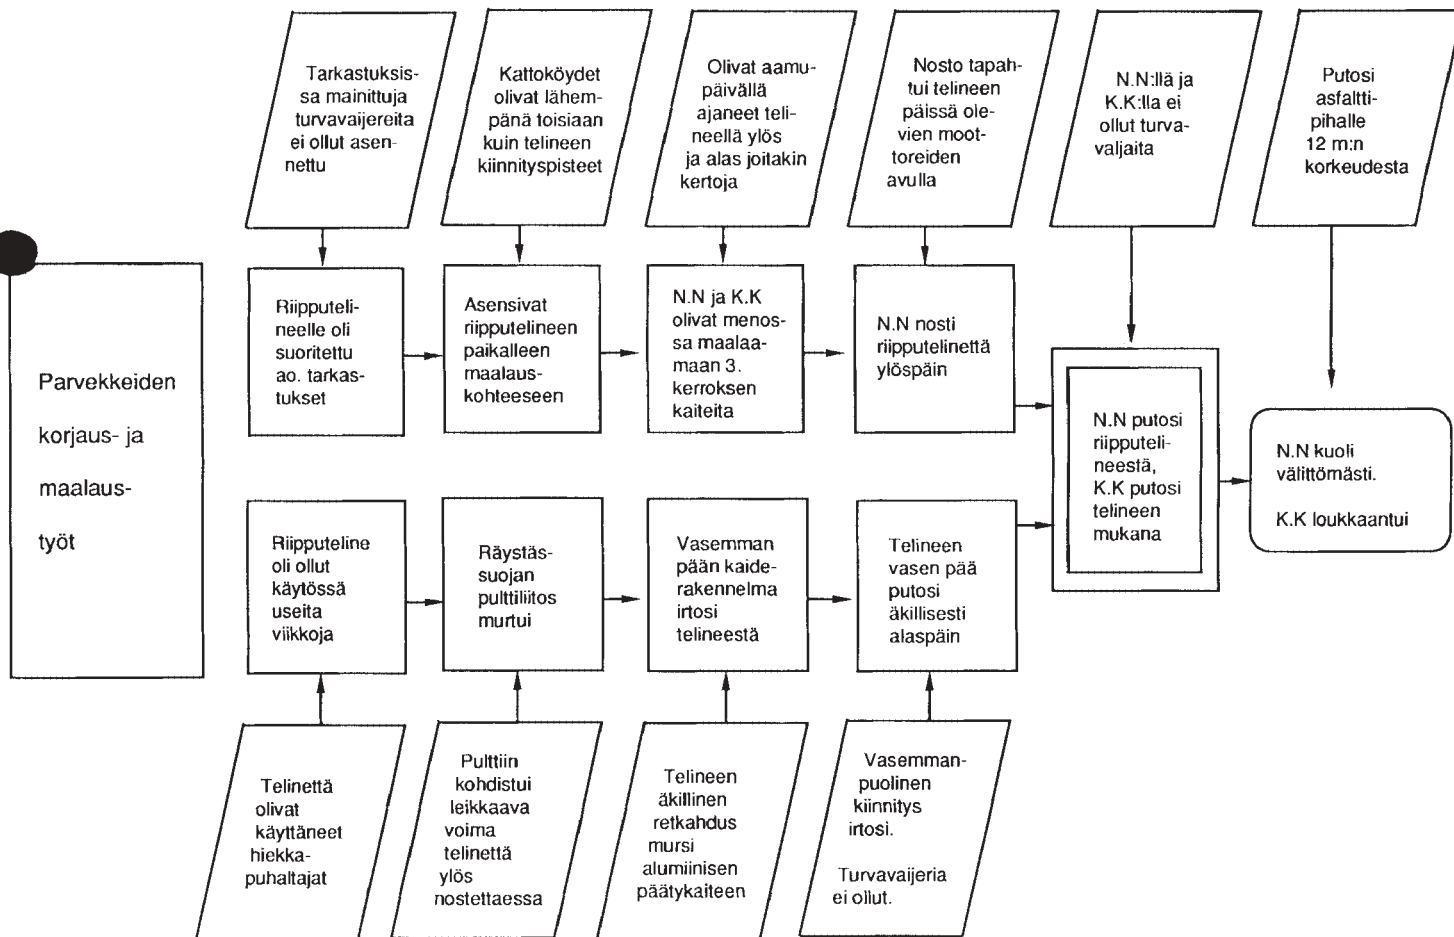 Tarkastuksis-
sa mainittuja
turvavaijereita
ei ollut asen-
nettu
Kattoköydet
olivat lähem-
pänä toisiaan
kuin telineen
kiinnityspisteet
Olivat aamu-
päivällä
ajaneet teli-
neellä ylös
ja alas joitakin
kertoja
Nosto tapah-
tui telineen
päissä ole-
vien moot-
toreiden
avulla
N.N:llä ja
K.K:lla ei
ollut turva-
valjaita
Putosi
asfaltti-
pihalle
12 m:n
korkeudesta
Parvekkeiden
korjaus- ja
maalaus-
työt
Riipputeli-
neelle oli
suoritettu
ao. tarkas-
tukset
Asensivat
riipputelineen
paikalleen
maalaus-
kohteeseen
N.N ja K.K
olivat menos-
sa maalaa-
maan 3.
kerroksen
kaiteita
N.N nosti
riipputelinettä
ylöspäin
N.N putosi
riipputeli-
neestä,
K.K putosi
telineen
mukana
N.N kuoli
välittömästi.
K.K loukkaantui
Riipputeline
oli ollut
käytössä
useita
viikkoja
Räystäs-
suojan
pulttiliitos
murtui
Vasemman
pään kaide-
rakennelma
irtosi
telineestä
Telineen
vasen pää
putosi
äkillisesti
alaspäin
Telinettä
olivat
käyttäneet
hiekka-
puhaltajat
Pulttiin
kohdistui
leikkaava
voima
telinettä
ylös
nostettaessa
Telineen
äkillinen
retkahdus
mursi
alumiinisen
päätykaiteen
Vasemman-
puolinen
kiinnitys
irtosi.
Turvavaijeria
ei ollut.